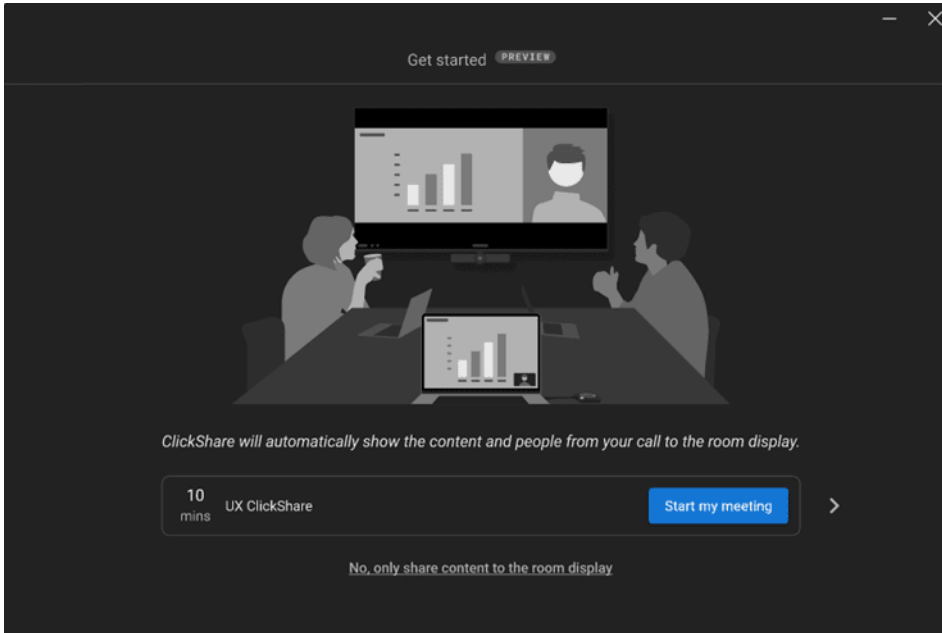 Get started PREVIEW
ClickShare will automatically show the content and people from your call to the room display.
10
mins
UX ClickShare
Start my meeting
No, only share content to the room display